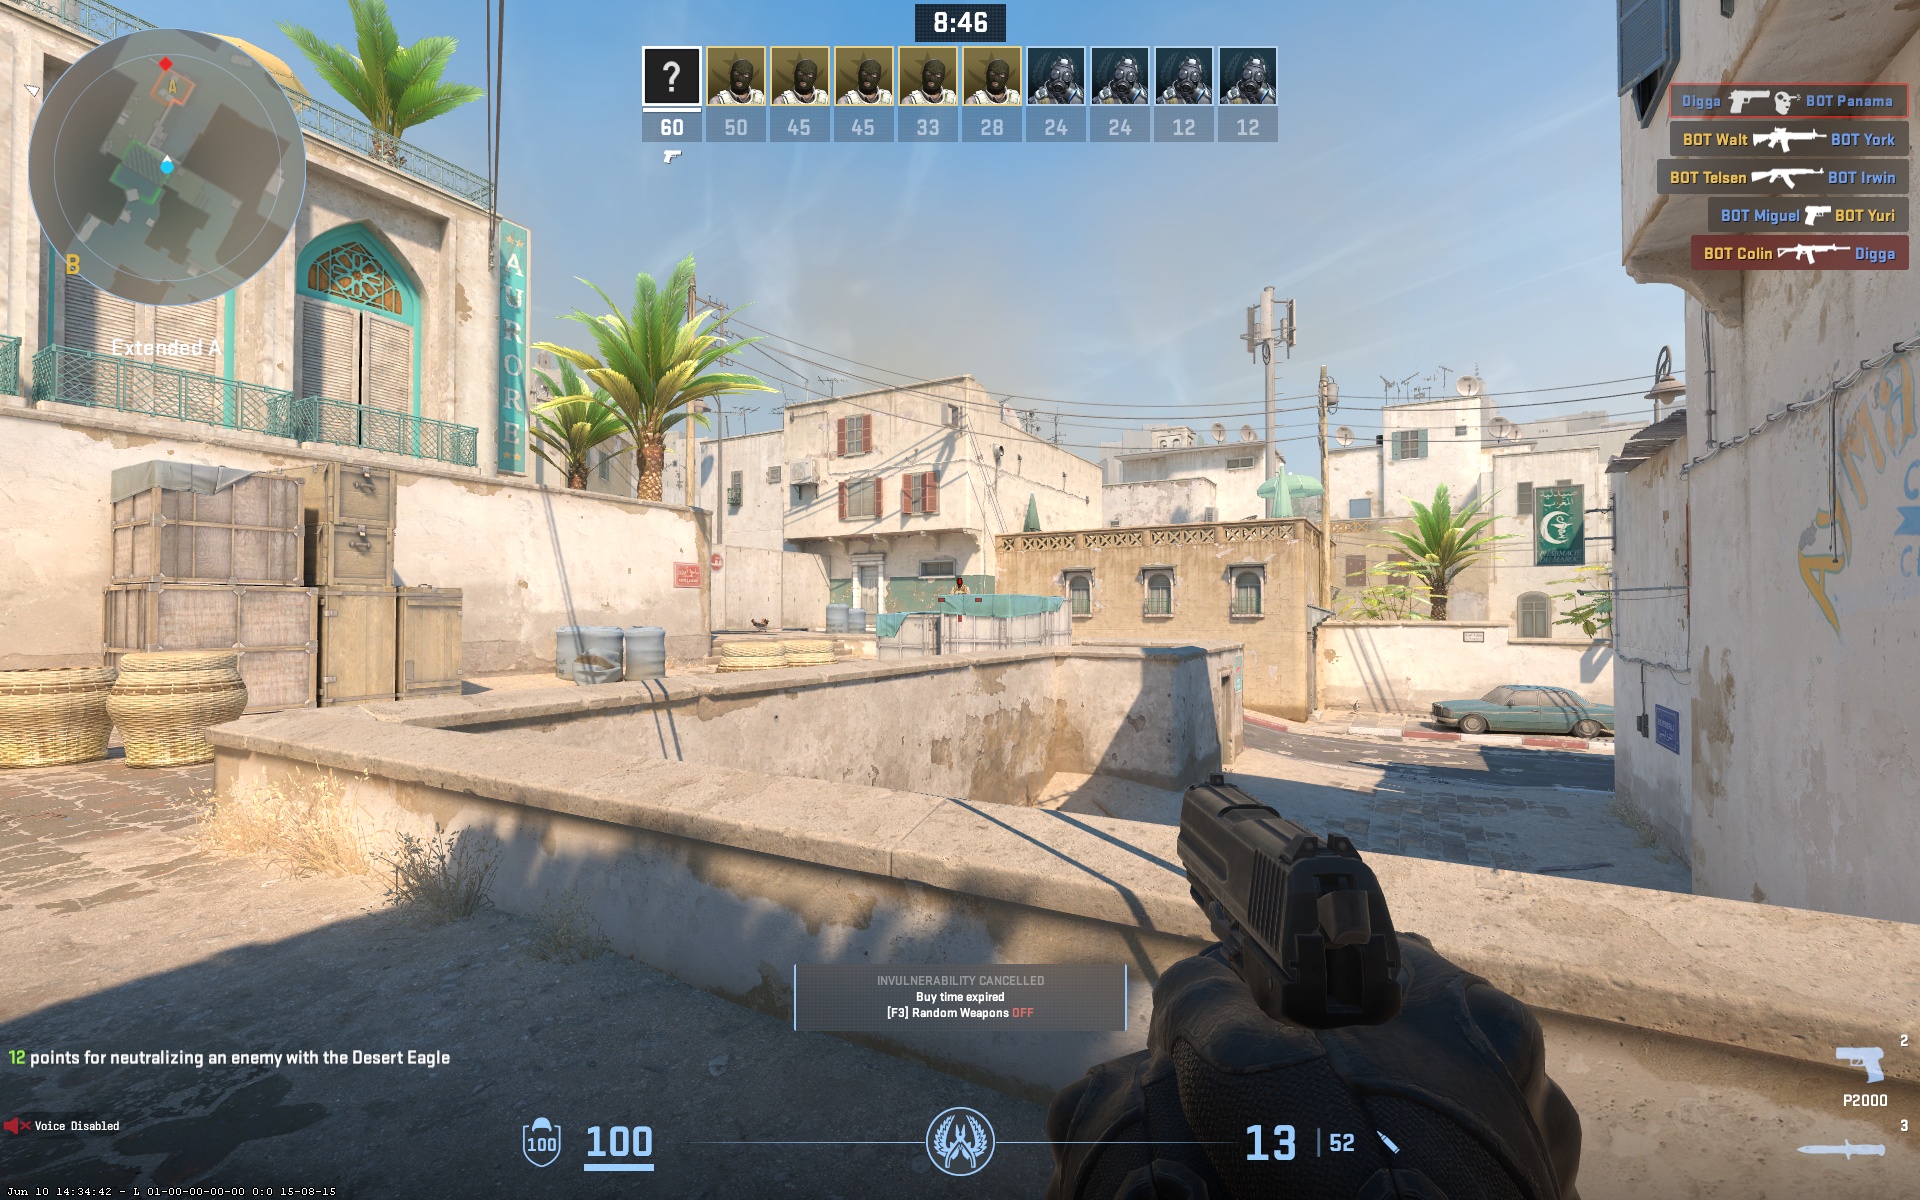 8:46
?
60 50 45 45 33 28 24 24 12 12
A
B
Extended A
Digga BOT Panama
BOT Walt BOT York
BOT Telsen BOT Irwin
BOT Miguel BOT Yuri
BOT Colin Digga
AURORE
INVULNERABILITY CANCELLED
Buy time expired
[F3] Random Weapons OFF
12 points for neutralizing an enemy with the Desert Eagle
Voice Disabled
100 100
13 52
2
P2000
3
Jun 10 14:34:42 - L 01-00-00-00-00 0:0 15-08-15